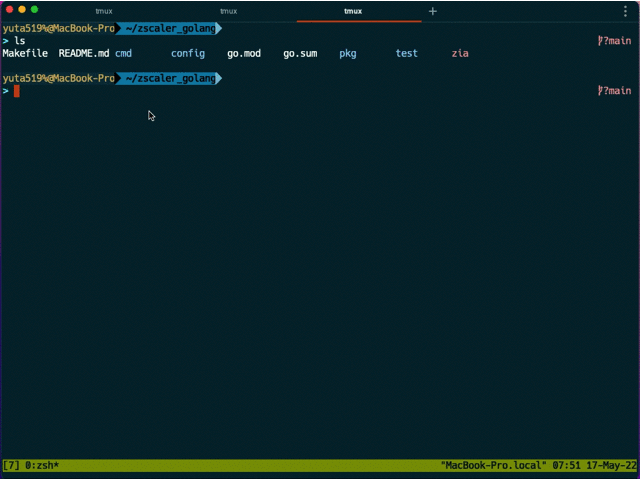 tmux tmux tmux +
yuta519%@MacBook-Pro ~/zscaler_golang
> ls ?main
Makefile README.md cmd config go.mod go.sum pkg test zia
yuta519%@MacBook-Pro ~/zscaler_golang
> ?main
[7] 0:zsh* "MacBook-Pro.local" 07:51 17-May-22